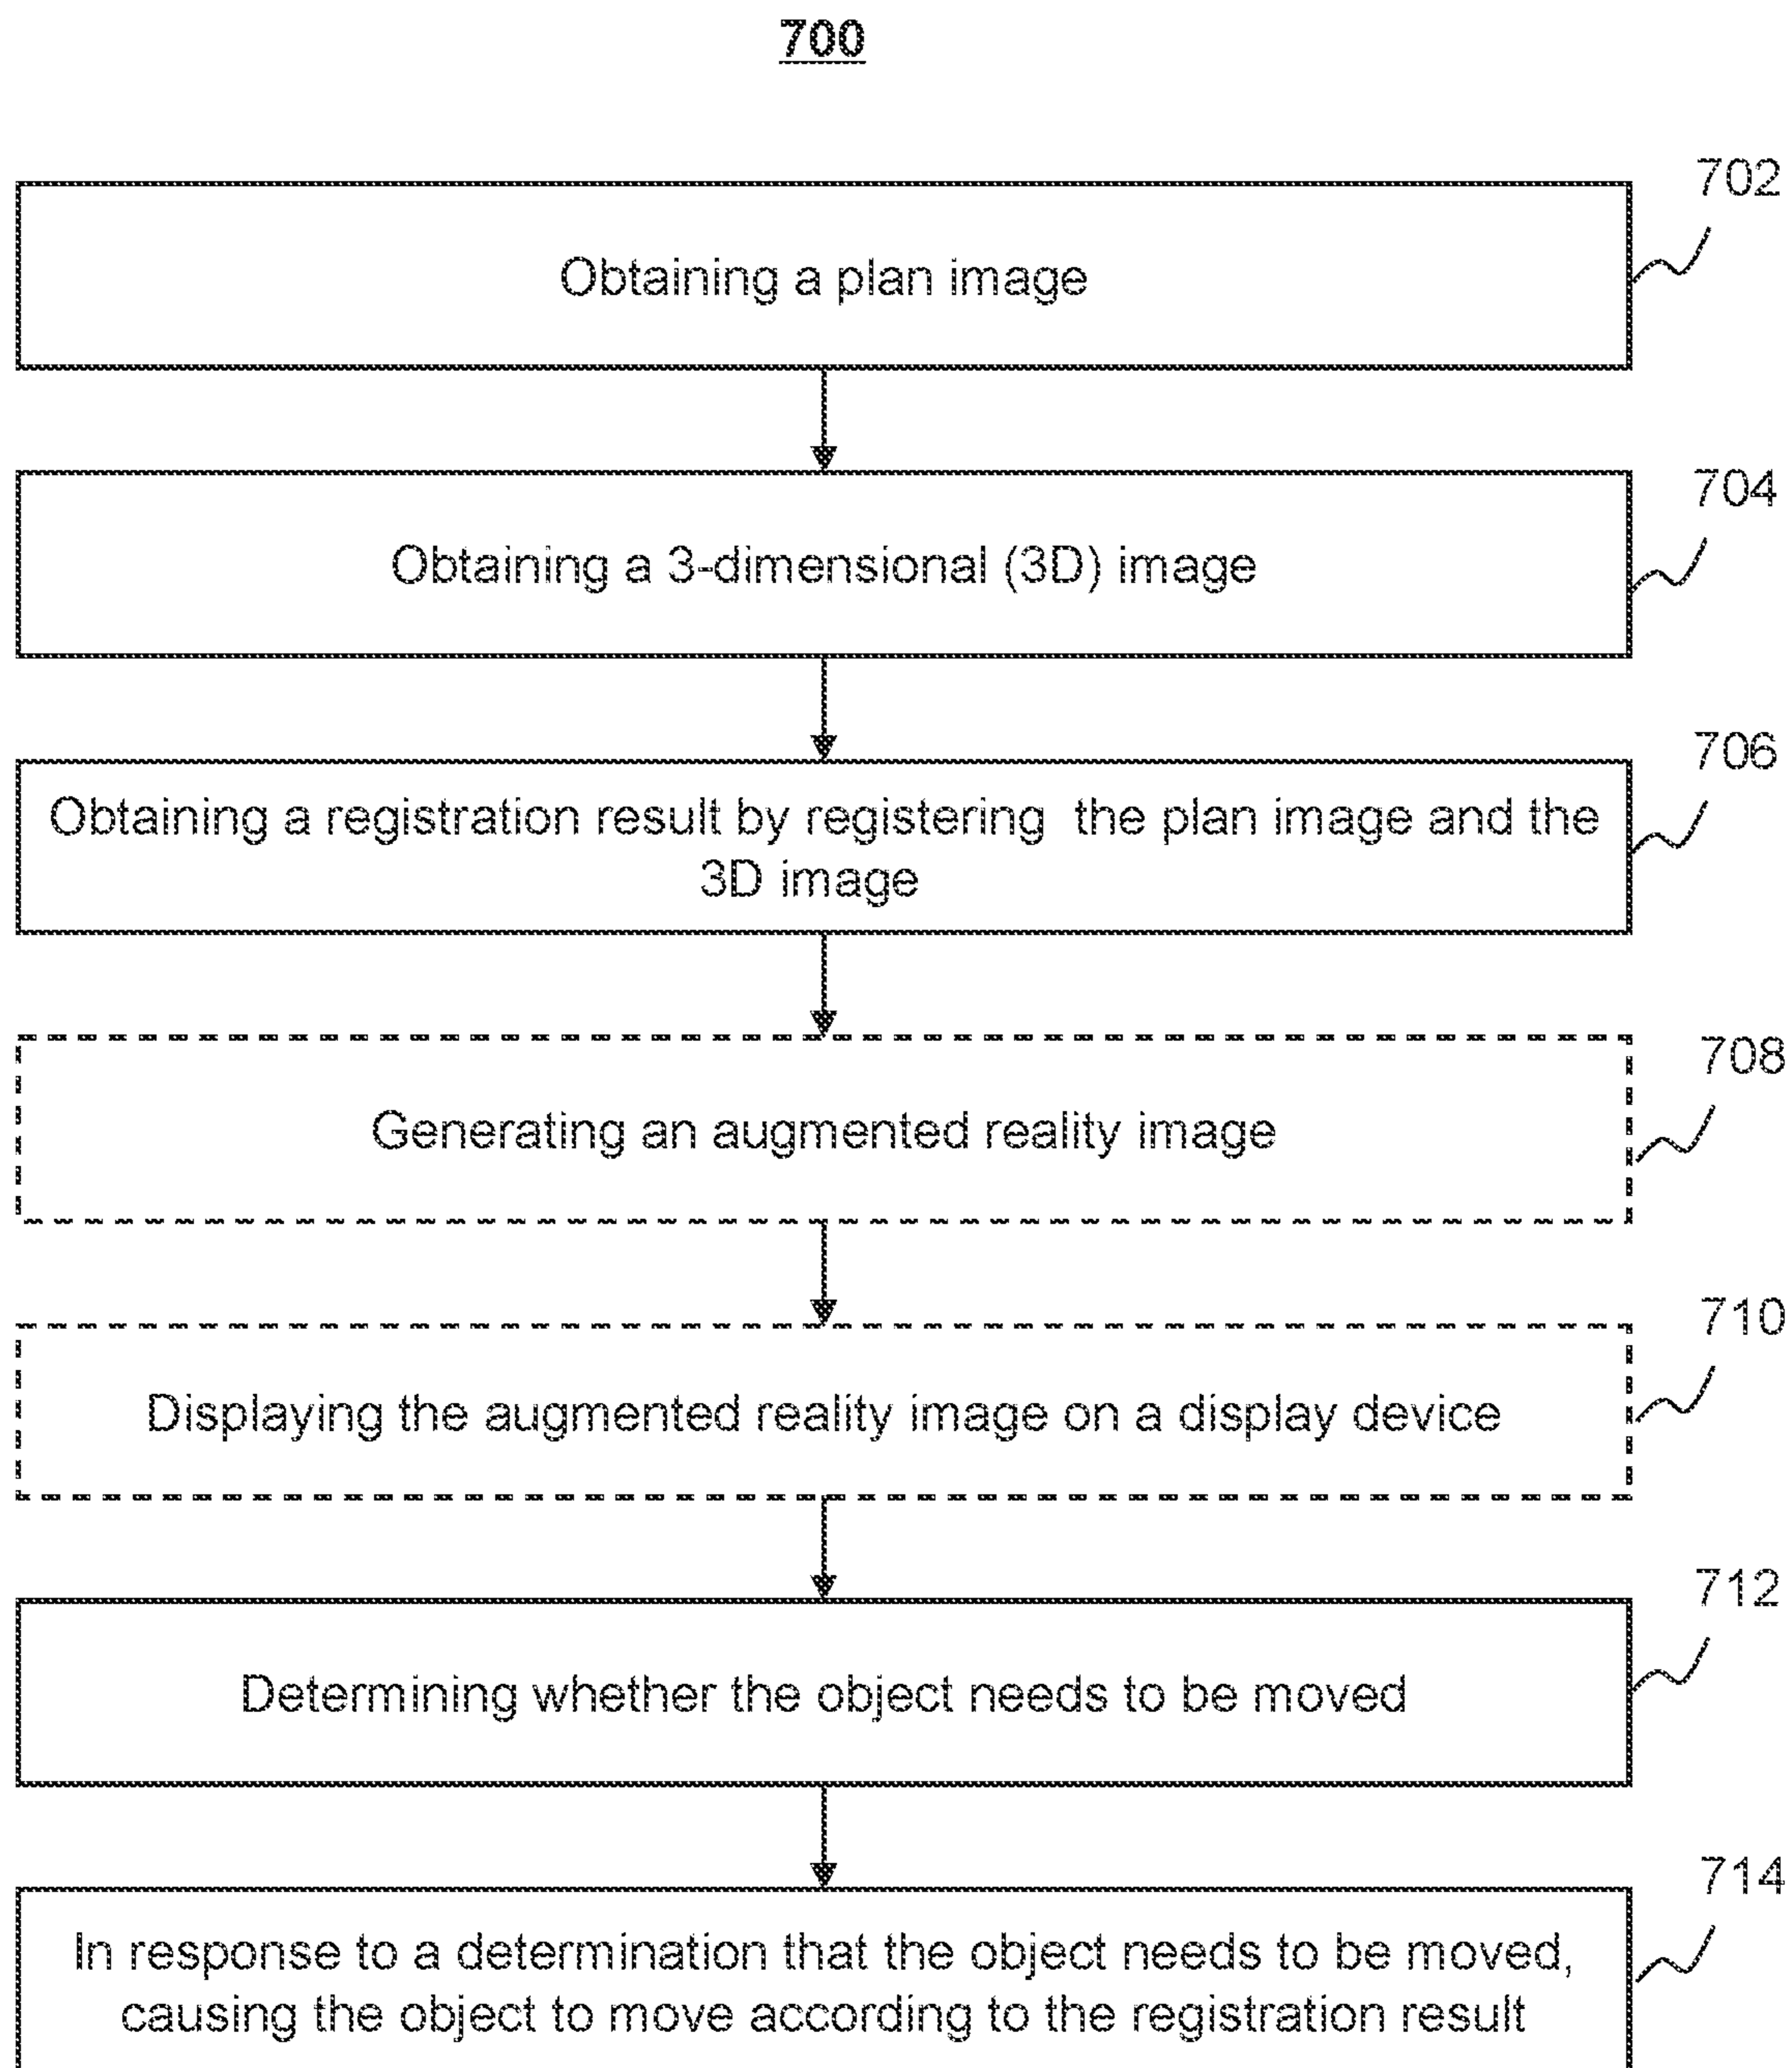 700
702
Obtaining a plan image
704
Obtaining a 3-dimensional (3D) image
706
Obtaining a registration result by registering the plan image and the
3D image
708
Generating an augmented reality image
710
Displaying the augmented reality image on a display device
712
Determining whether the object needs to be moved
714
In response to a determination that the object needs to be moved,
causing the object to move according to the registration result